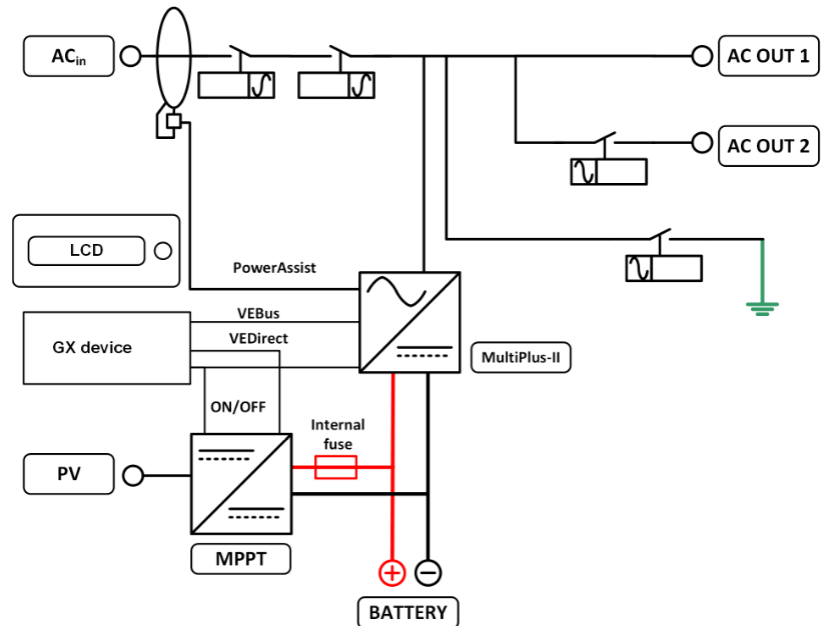 ACin
AC OUT 1
AC OUT 2
LCD
PowerAssist
VEBus
VEDirect
GX device
MultiPlus-II
ON/OFF
Internal
fuse
PV
MPPT
BATTERY